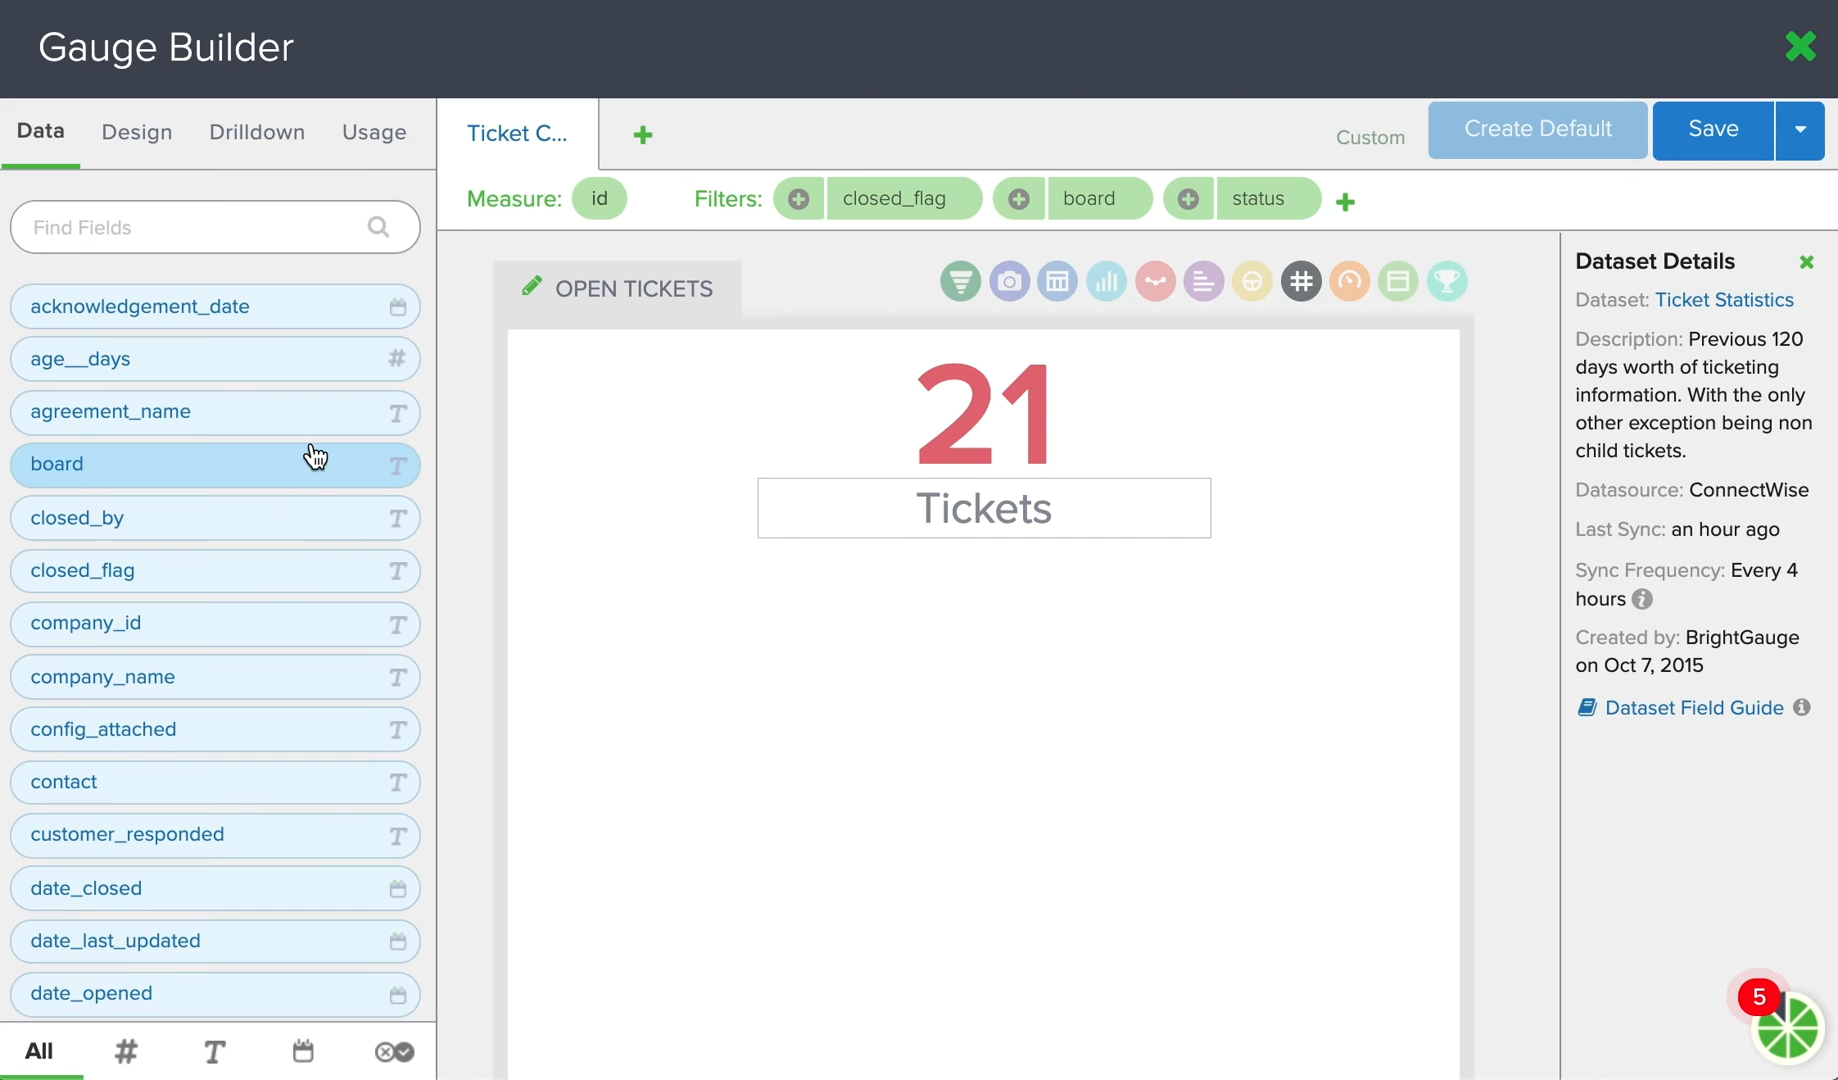 Gauge Builder
Data Design Drilldown Usage
Ticket C... Custom Create Default Save
Measure: id Filters: closed_flag board status
Find Fields
acknowledgement_date
age__days #
agreement_name T
board T
closed_by T
closed_flag T
company_id T
company_name T
config_attached T
contact T
customer_responded T
date_closed
date_last_updated
date_opened
All # T
OPEN TICKETS #
21
Tickets
Dataset Details
Dataset: Ticket Statistics
Description: Previous 120
days worth of ticketing
information. With the only
other exception being non
child tickets.
Datasource: ConnectWise
Last Sync: an hour ago
Sync Frequency: Every 4
hours
Created by: BrightGauge
on Oct 7, 2015
Dataset Field Guide
5